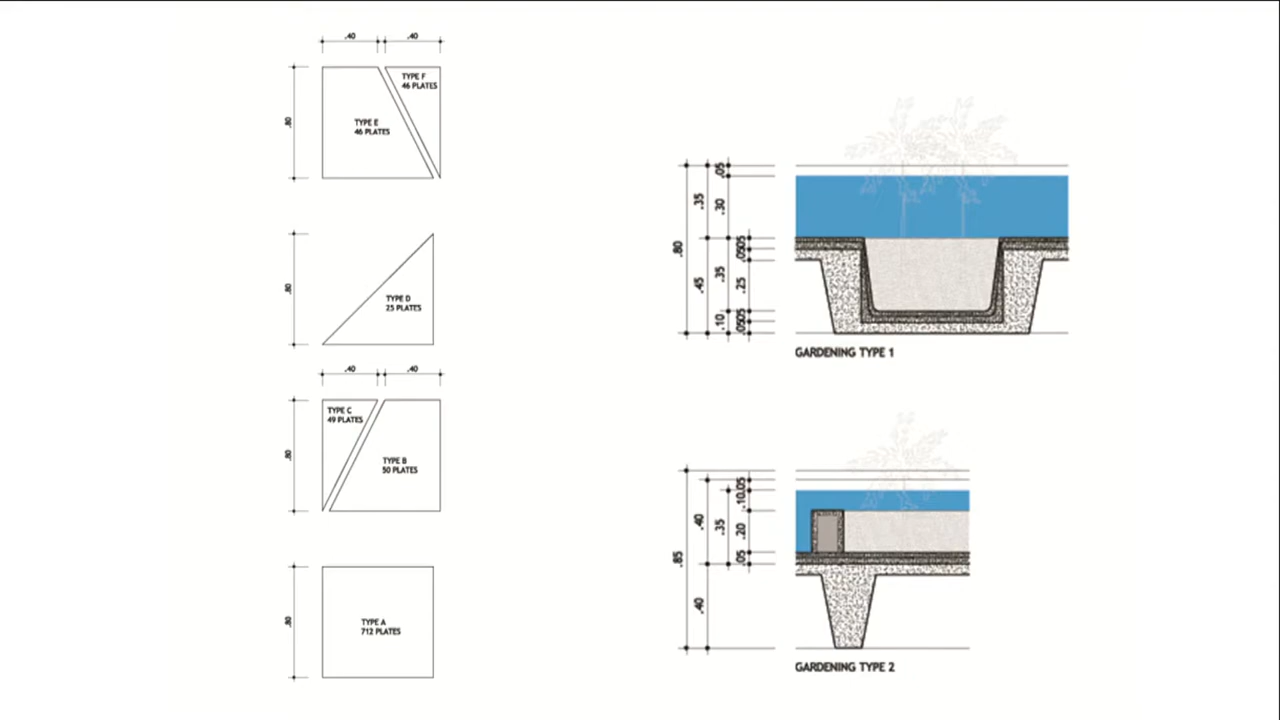 .40 .40
.80
TYPE F
46 PLATES
TYPE E
46 PLATES
.80
TYPE D
25 PLATES
.40 .40
.80
TYPE C
49 PLATES
TYPE B
50 PLATES
.80
TYPE A
712 PLATES
.80
.35
.45
.05
.30
.35
.10
.0505
.25
.0505
GARDENING TYPE 1
.85
.40
.40
.35
.10.05
.20
.05
GARDENING TYPE 2